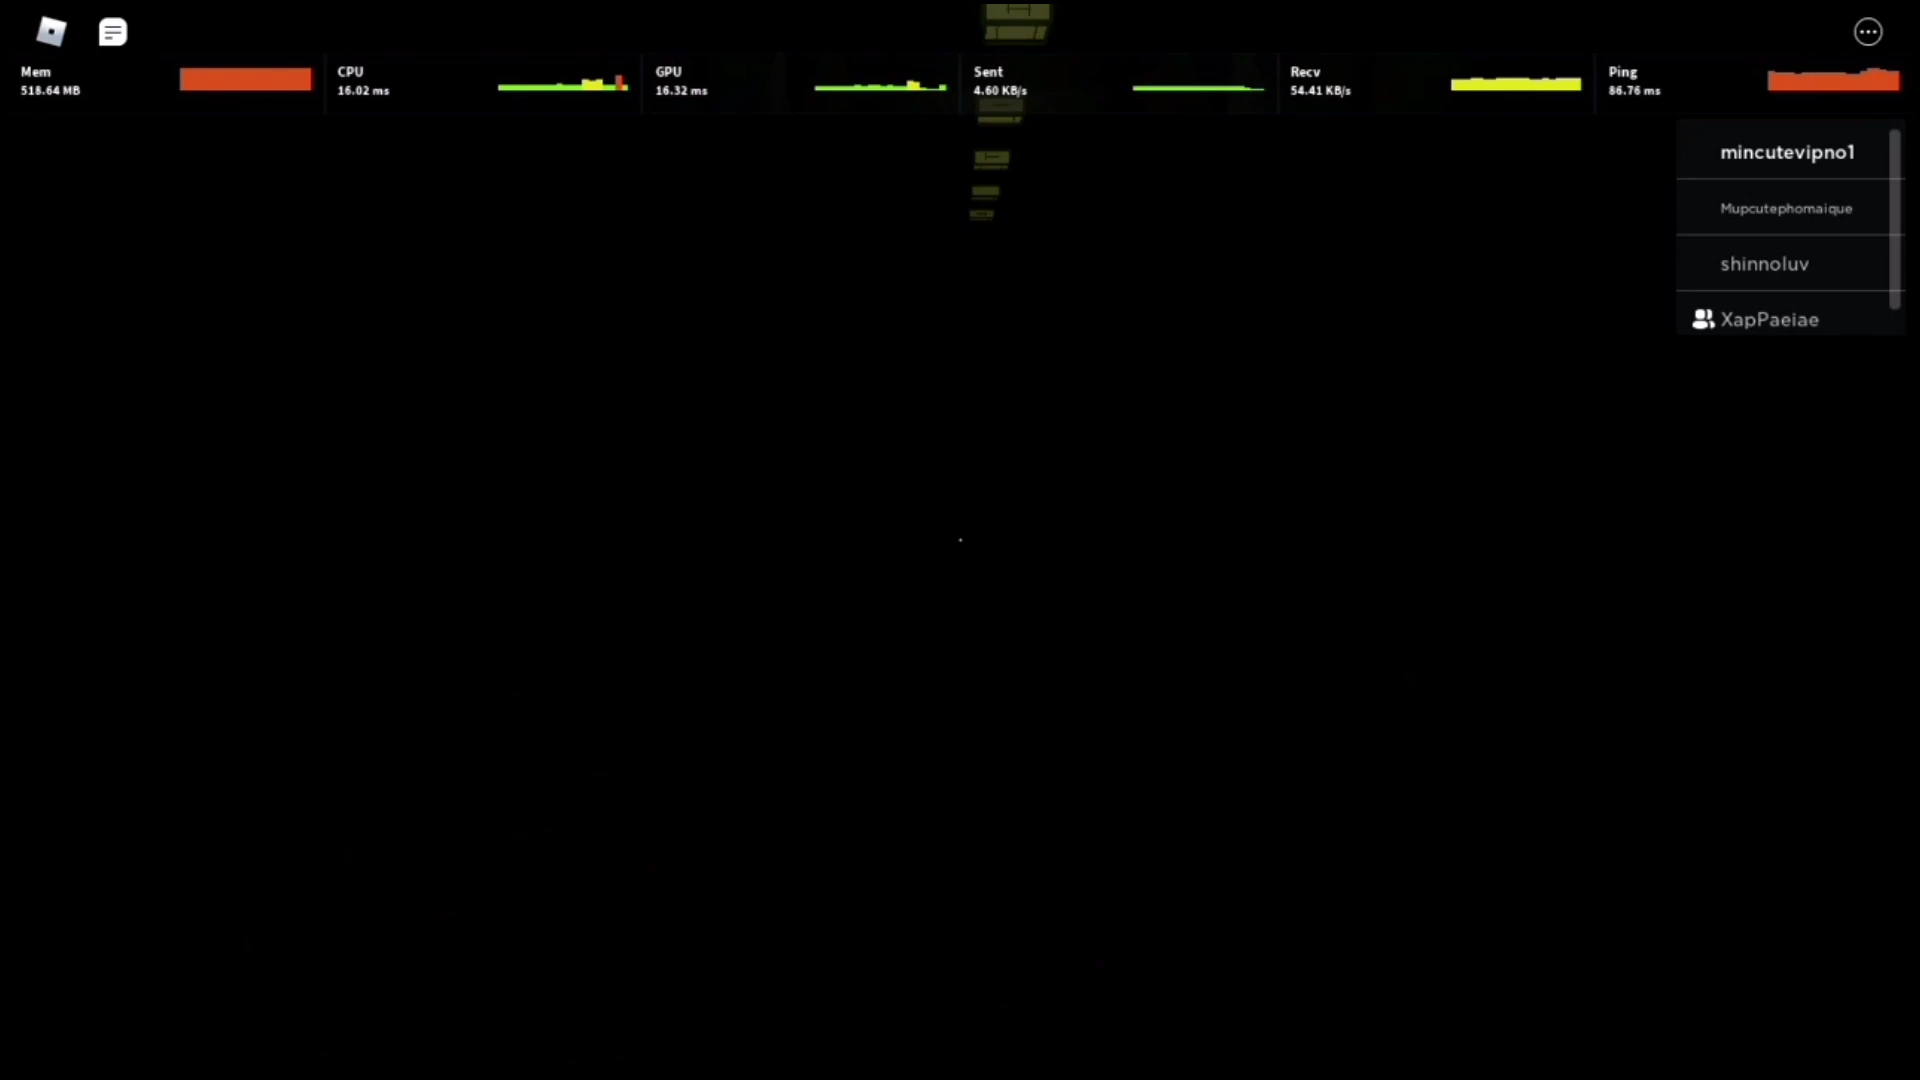 Mem
518.64 MB
CPU
16.02 ms
GPU
16.32 ms
Sent
4.60 KB/s
Recv
54.41 KB/s
Ping
86.76 ms
mincutevipno1
Mupcutephomaique
shinnoluv
XapPaeiae